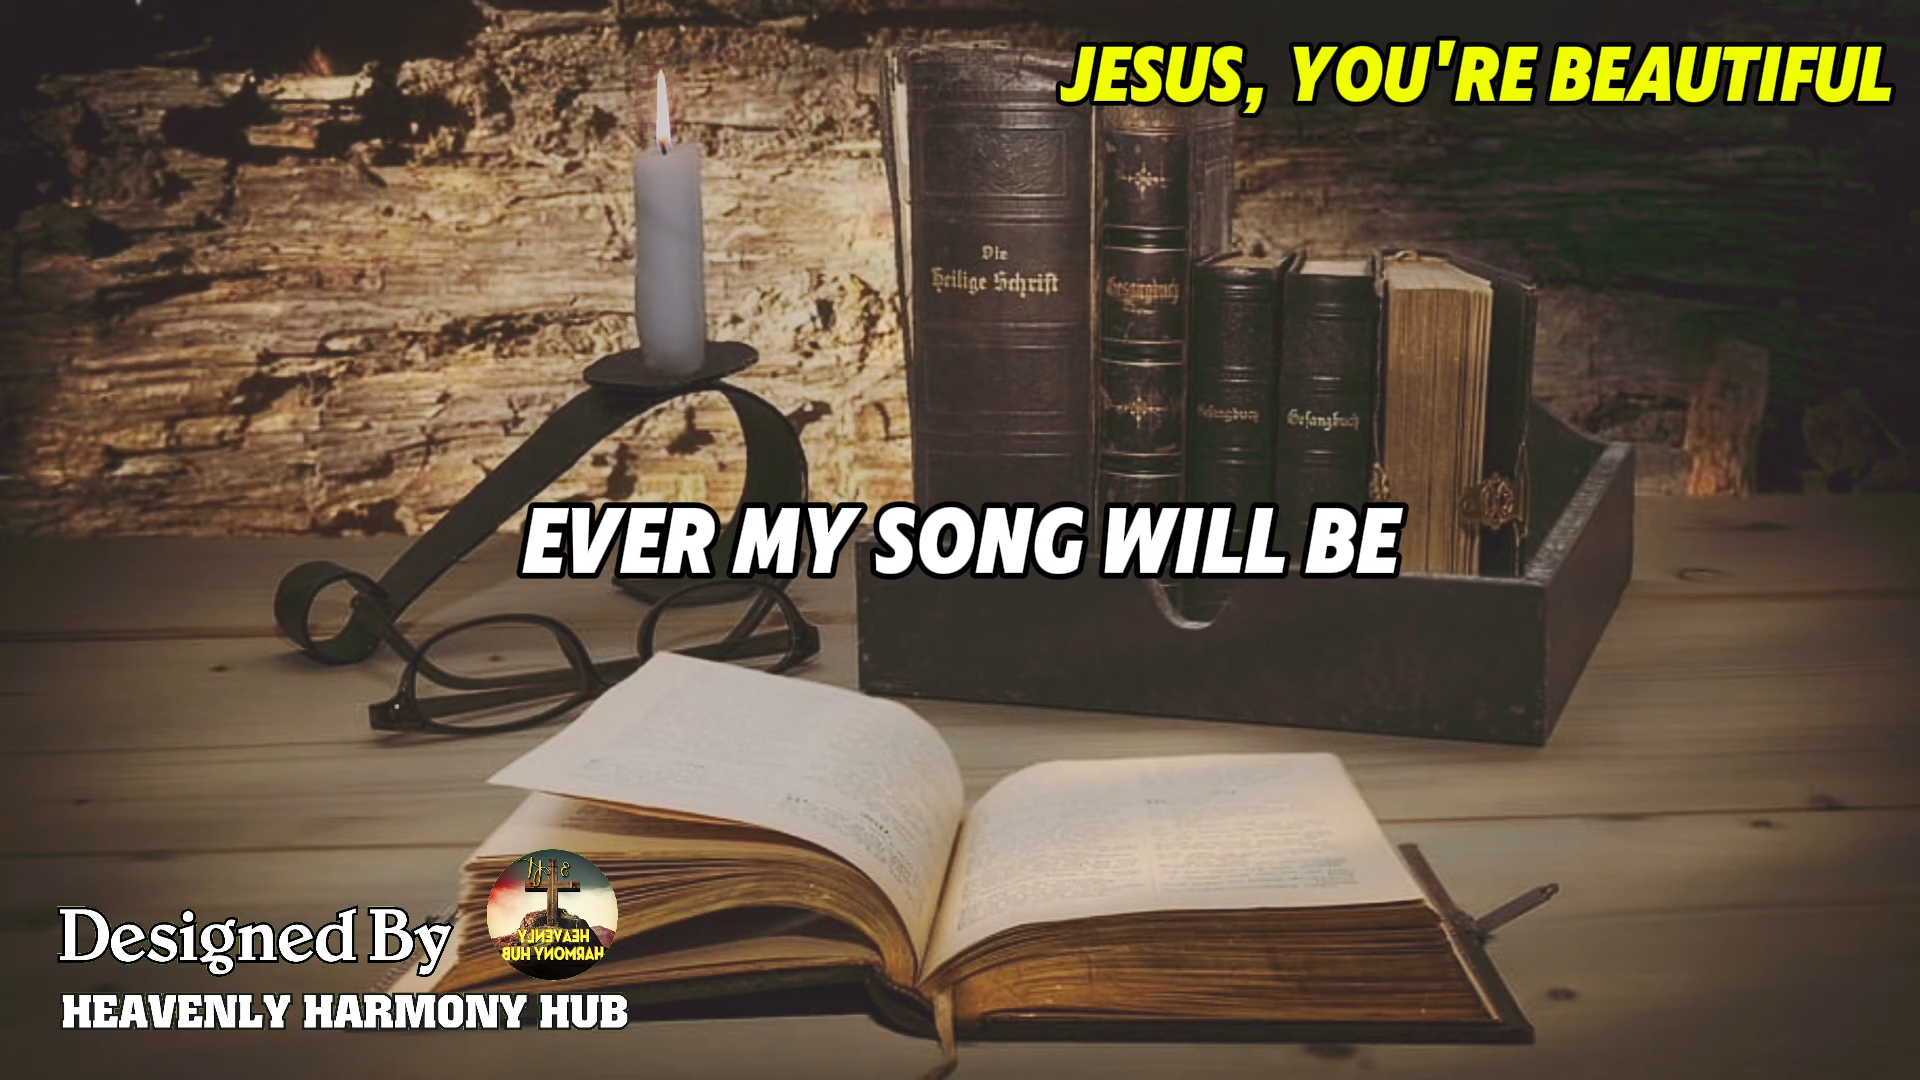 JESUS, YOU'RE BEAUTIFUL
Die
Heilige Schrift
Gesangbuch
Gesangbuch
Gesangbuch
EVER MY SONG WILL BE
Designed By
HEAVENLY
HARMONY HUB
HEAVENLY HARMONY HUB